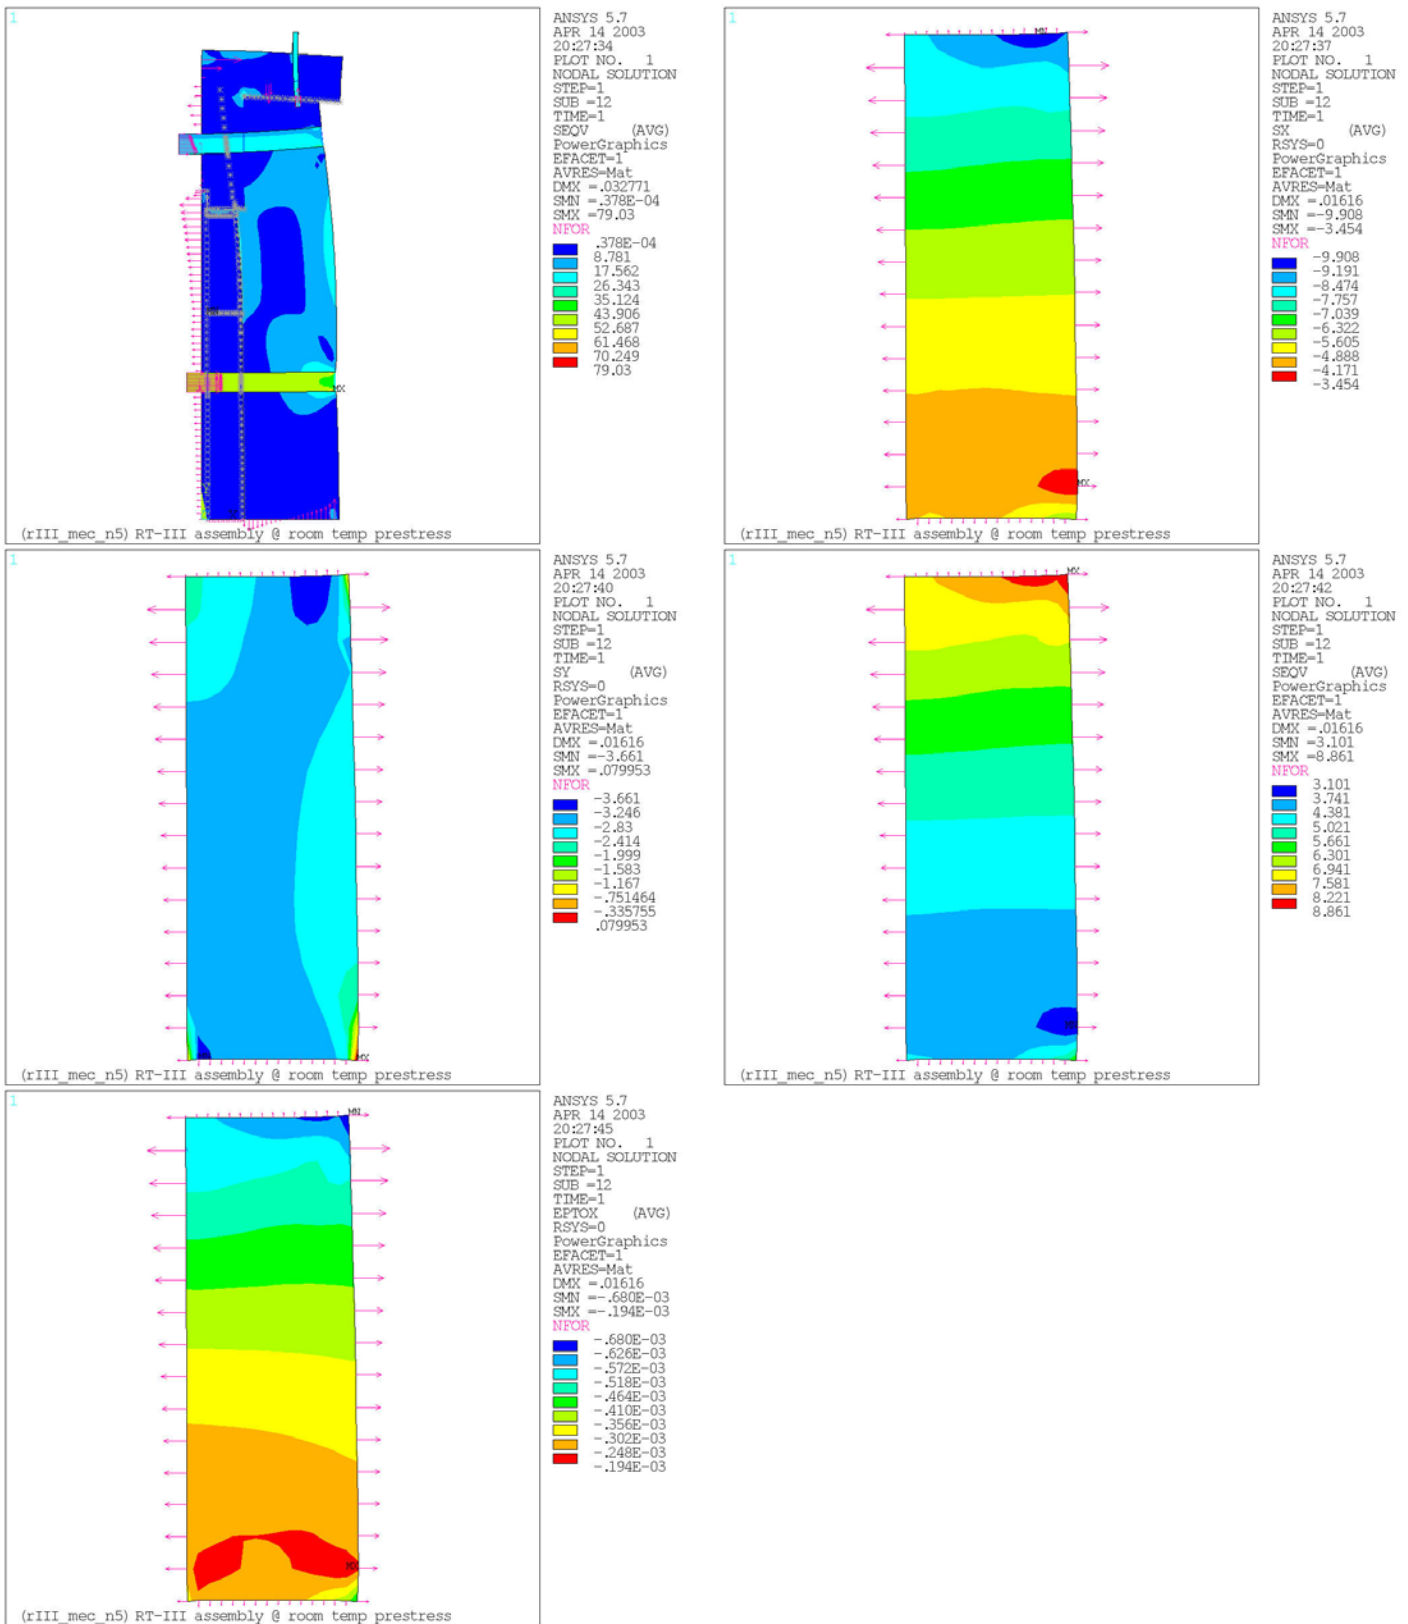 1
ANSYS 5.7
APR 14 2003
20:27:34
PLOT NO. 1
NODAL SOLUTION
STEP=1
SUB =12
TIME=1
SEQV (AVG)
PowerGraphics
EFACET=1
AVRES=Mat
DMX =.032771
SMN =.378E-04
SMX =79.03
NFOR
.378E-04
8.781
17.562
26.343
35.124
43.906
52.687
61.468
70.249
79.03
MX
(rIII_mec_n5) RT-III assembly @ room temp prestress
MN
MX
(rIII_mec_n5) RT-III assembly @ room temp prestress
ANSYS 5.7
APR 14 2003
20:27:37
PLOT NO. 1
NODAL SOLUTION
STEP=1
SUB =12
TIME=1
SX (AVG)
RSYS=0
PowerGraphics
EFACET=1
AVRES=Mat
DMX =.01616
SMN =-9.908
SMX =-3.454
NFOR
-9.908
-9.191
-8.474
-7.757
-7.039
-6.322
-5.605
-4.888
-4.171
-3.454
1
MX
(rIII_mec_n5) RT-III assembly @ room temp prestress
ANSYS 5.7
APR 14 2003
20:27:40
PLOT NO. 1
NODAL SOLUTION
STEP=1
SUB =12
TIME=1
SY (AVG)
RSYS=0
PowerGraphics
EFACET=1
AVRES=Mat
DMX =.01616
SMN =-3.661
SMX =.079953
NFOR
-3.661
-3.246
-2.83
-2.414
-1.999
-1.583
-1.167
-.751464
-.335755
.079953
1
MX
MN
(rIII_mec_n5) RT-III assembly @ room temp prestress
ANSYS 5.7
APR 14 2003
20:27:42
PLOT NO. 1
NODAL SOLUTION
STEP=1
SUB =12
TIME=1
SEQV (AVG)
RSYS=0
PowerGraphics
EFACET=1
AVRES=Mat
DMX =.01616
SMN =3.101
SMX =8.861
NFOR
3.101
3.741
4.381
5.021
5.661
6.301
6.941
7.581
8.221
8.861
1
MN
MX
(rIII_mec_n5) RT-III assembly @ room temp prestress
ANSYS 5.7
APR 14 2003
20:27:45
PLOT NO. 1
NODAL SOLUTION
STEP=1
SUB =12
TIME=1
EPTOX (AVG)
RSYS=0
PowerGraphics
EFACET=1
AVRES=Mat
DMX =.01616
SMN =-.680E-03
SMX =-.194E-03
NFOR
-.680E-03
-.626E-03
-.572E-03
-.518E-03
-.464E-03
-.410E-03
-.356E-03
-.302E-03
-.248E-03
-.194E-03